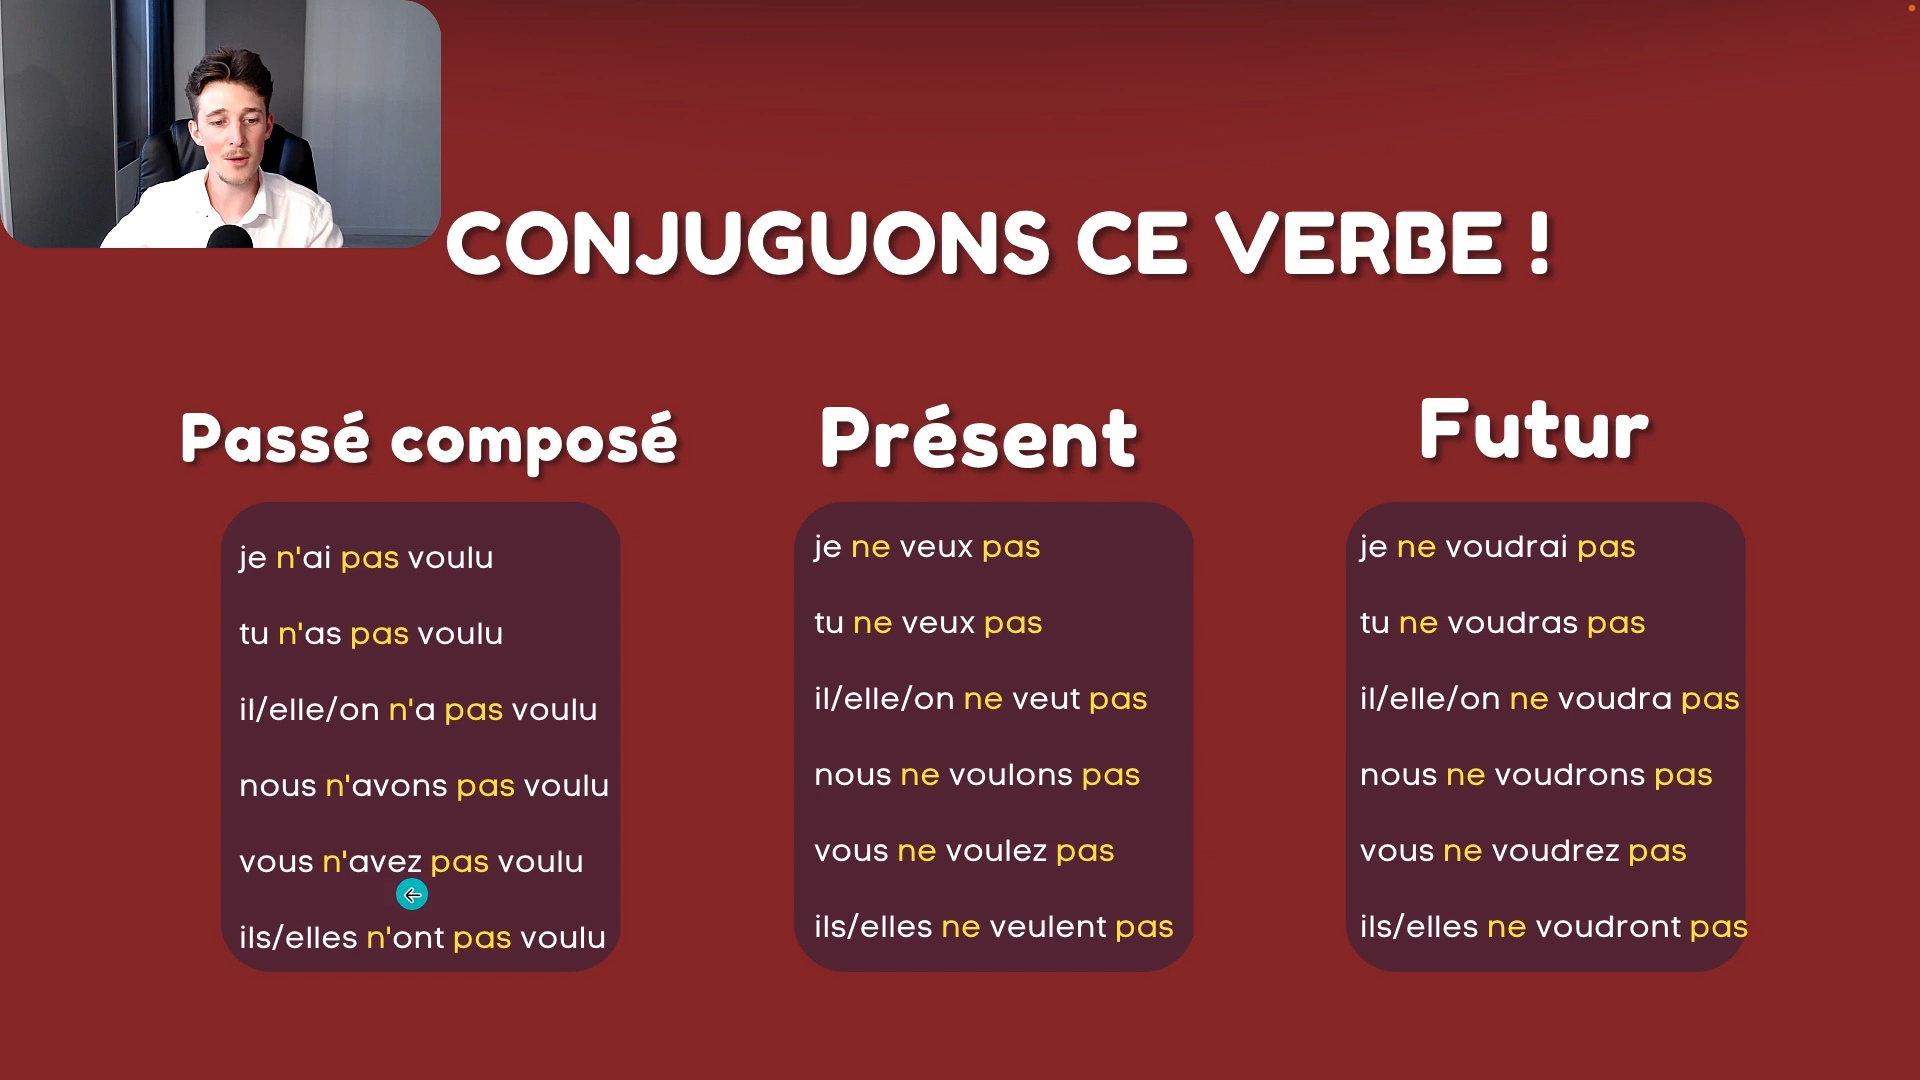 CONJUGUONS CE VERBE !
Passé composé
je n'ai pas voulu
tu n'as pas voulu
il/elle/on n'a pas voulu
nous n'avons pas voulu
vous n'avez pas voulu
ils/elles n'ont pas voulu
Présent
je ne veux pas
tu ne veux pas
il/elle/on ne veut pas
nous ne voulons pas
vous ne voulez pas
ils/elles ne veulent pas
Futur
je ne voudrai pas
tu ne voudras pas
il/elle/on ne voudra pas
nous ne voudrons pas
vous ne voudrez pas
ils/elles ne voudront pas